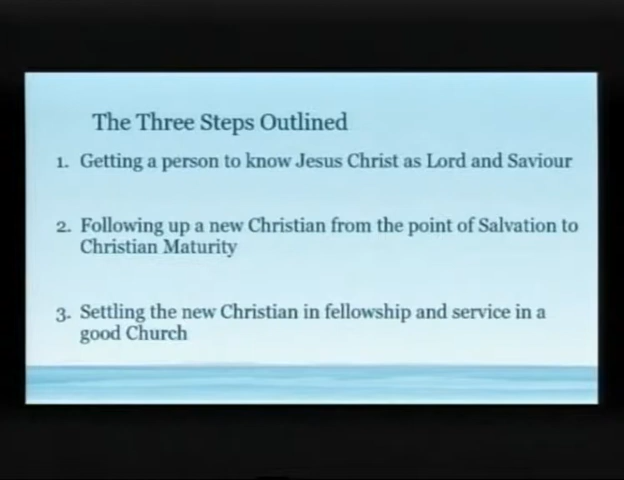 The Three Steps Outlined
1. Getting a person to know Jesus Christ as Lord and Saviour
2. Following up a new Christian from the point of Salvation to
Christian Maturity
3. Settling the new Christian in fellowship and service in a
good Church